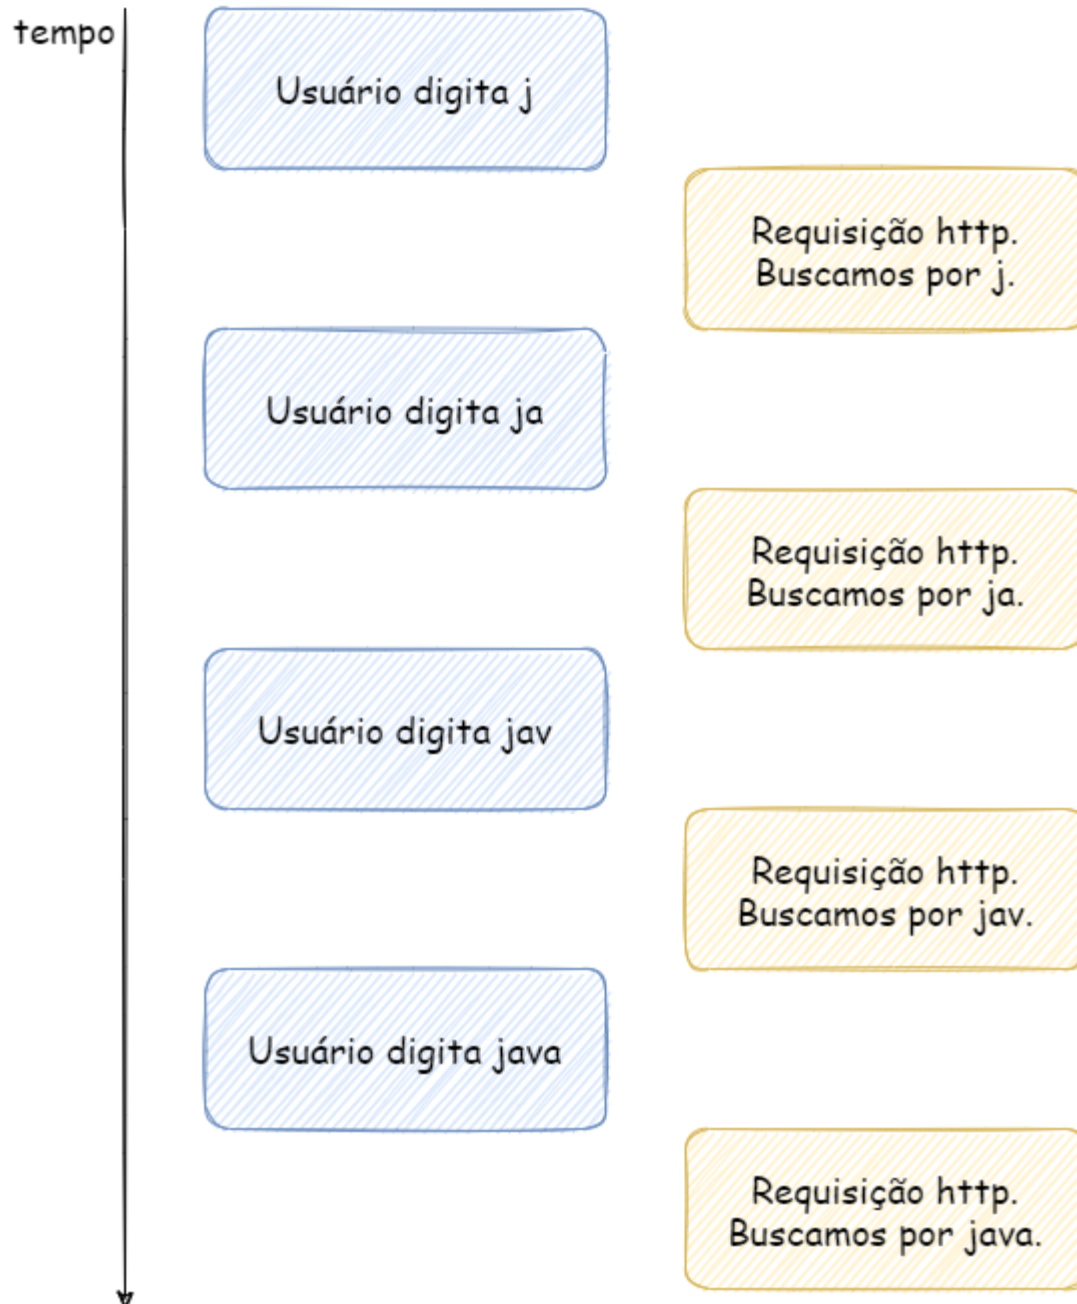 tempo
Usuário digita j
Requisição http.
Buscamos por j.
Usuário digita ja
Requisição http.
Buscamos por ja.
Usuário digita jav
Requisição http.
Buscamos por jav.
Usuário digita java
Requisição http.
Buscamos por java.